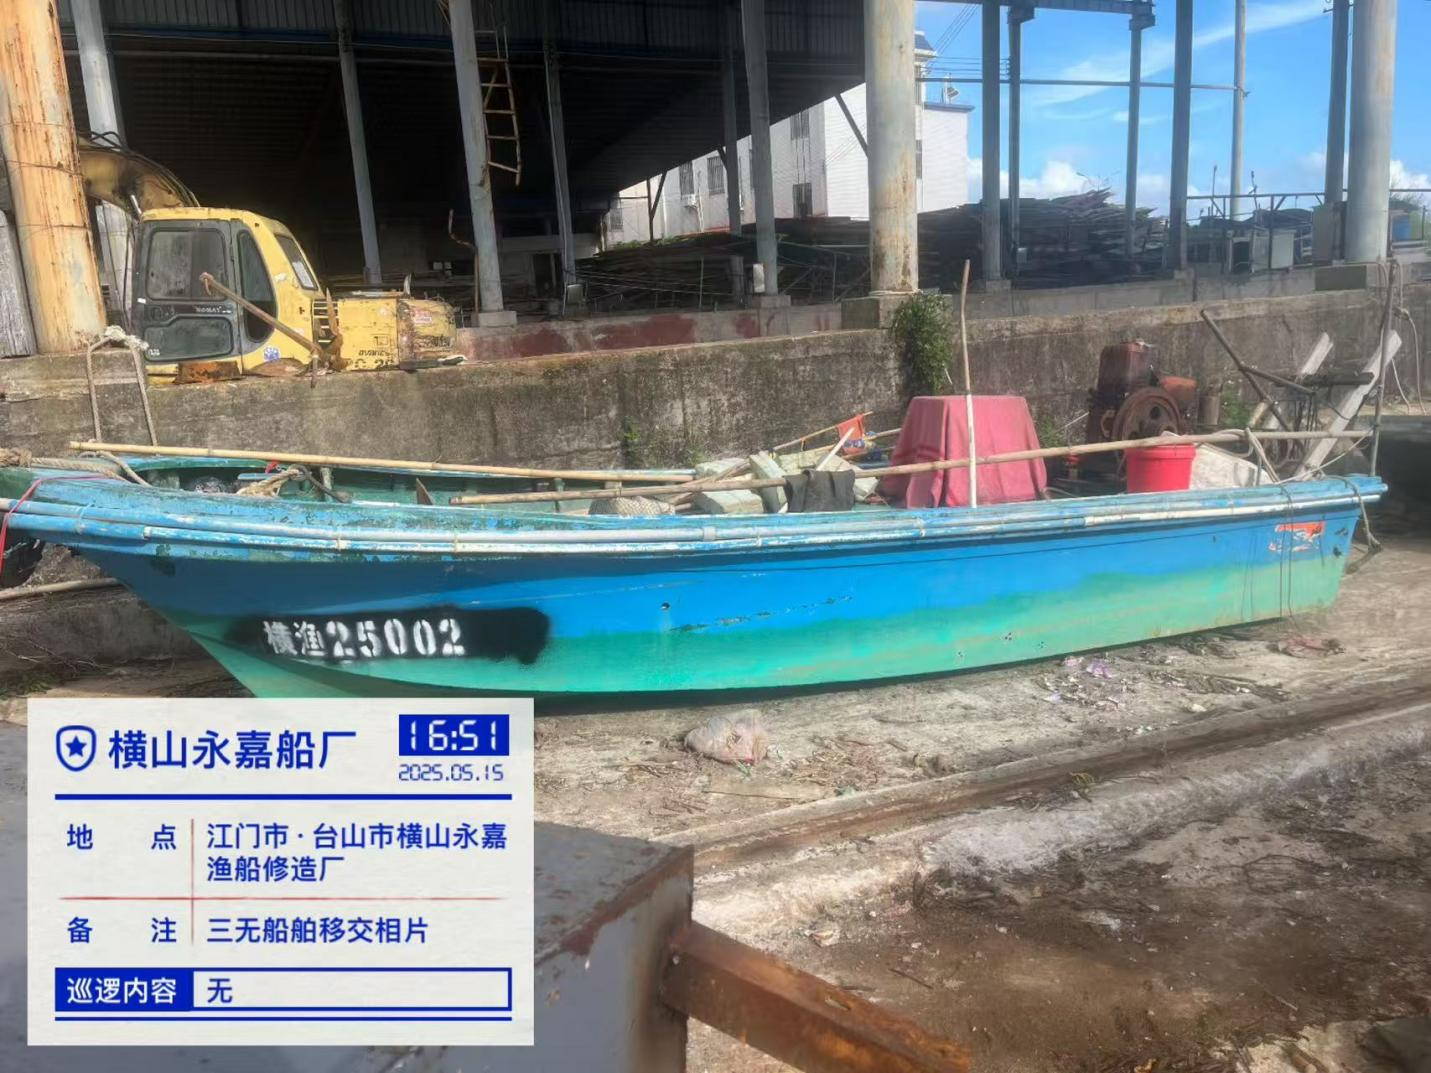 横渔25002
横山永嘉船厂
16:51
2025.05.15
地 点
江门市·台山市横山永嘉
渔船修造厂
备 注
三无船舶移交相片
巡逻内容
无